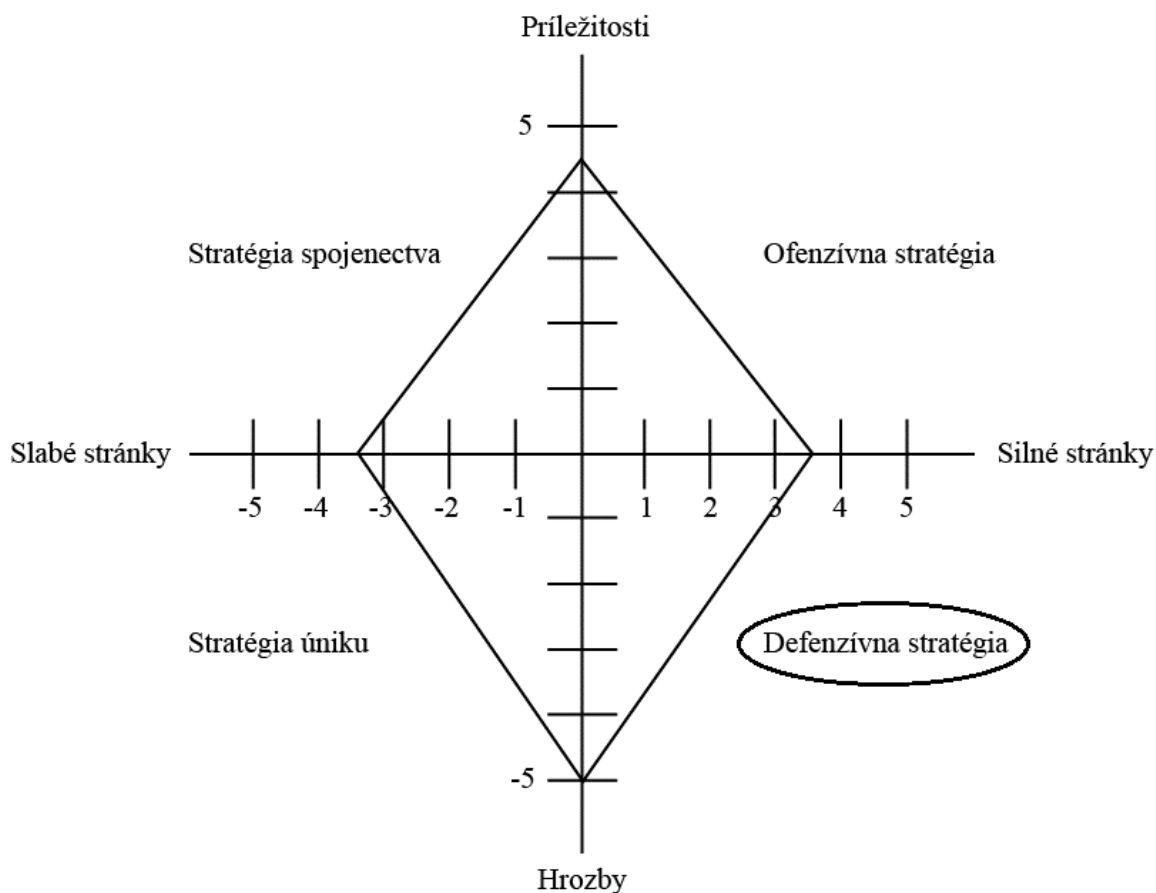 Príležitosti
5
Stratégia spojenectva
Ofenzívna stratégia
Slabé stránky
Silné stránky
-5 -4 -3 -2 -1 1 2 3 4 5
Stratégia úniku
Defenzívna stratégia
-5
Hrozby